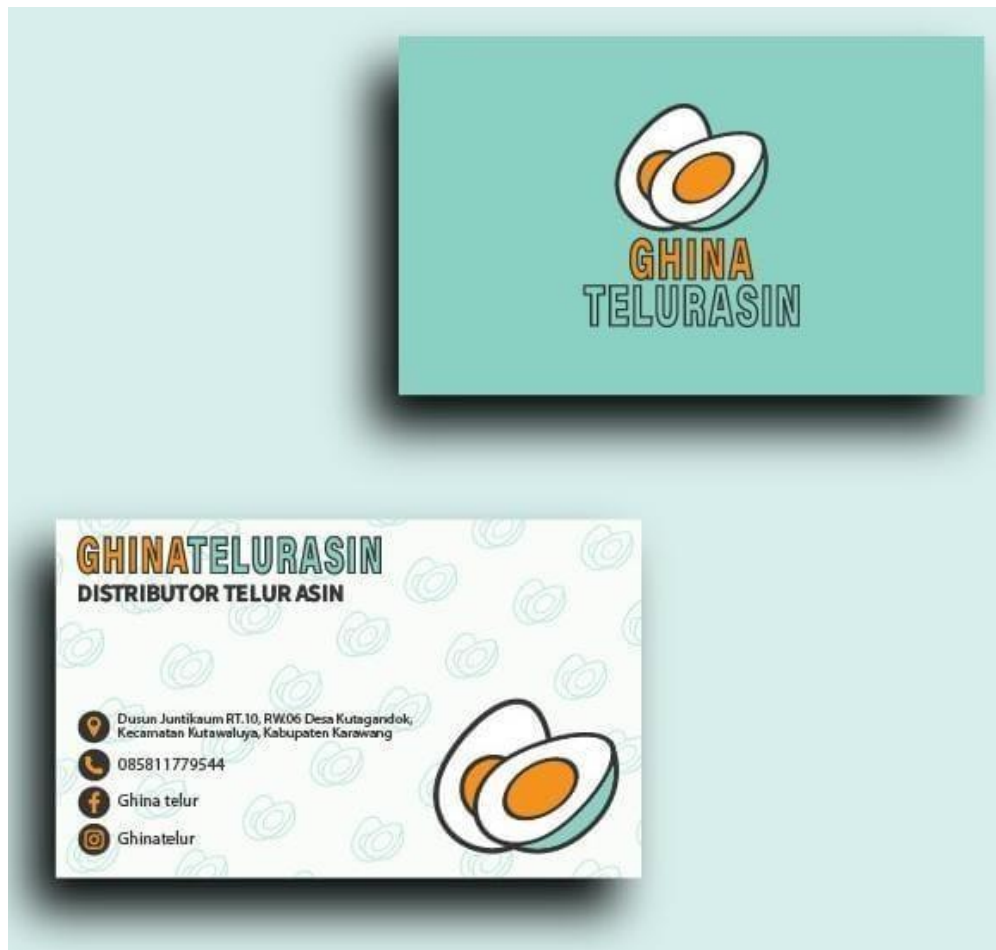 GHINA
TELURASIN
GHINATELURASIN
DISTRIBUTOR TELUR ASIN
Dusun Juntikaum RT.10, RW.06 Desa Kutagandok,
Kecamatan Kutawaluya, Kabupaten Karawang
085811779544
Ghina telur
Ghinatelur